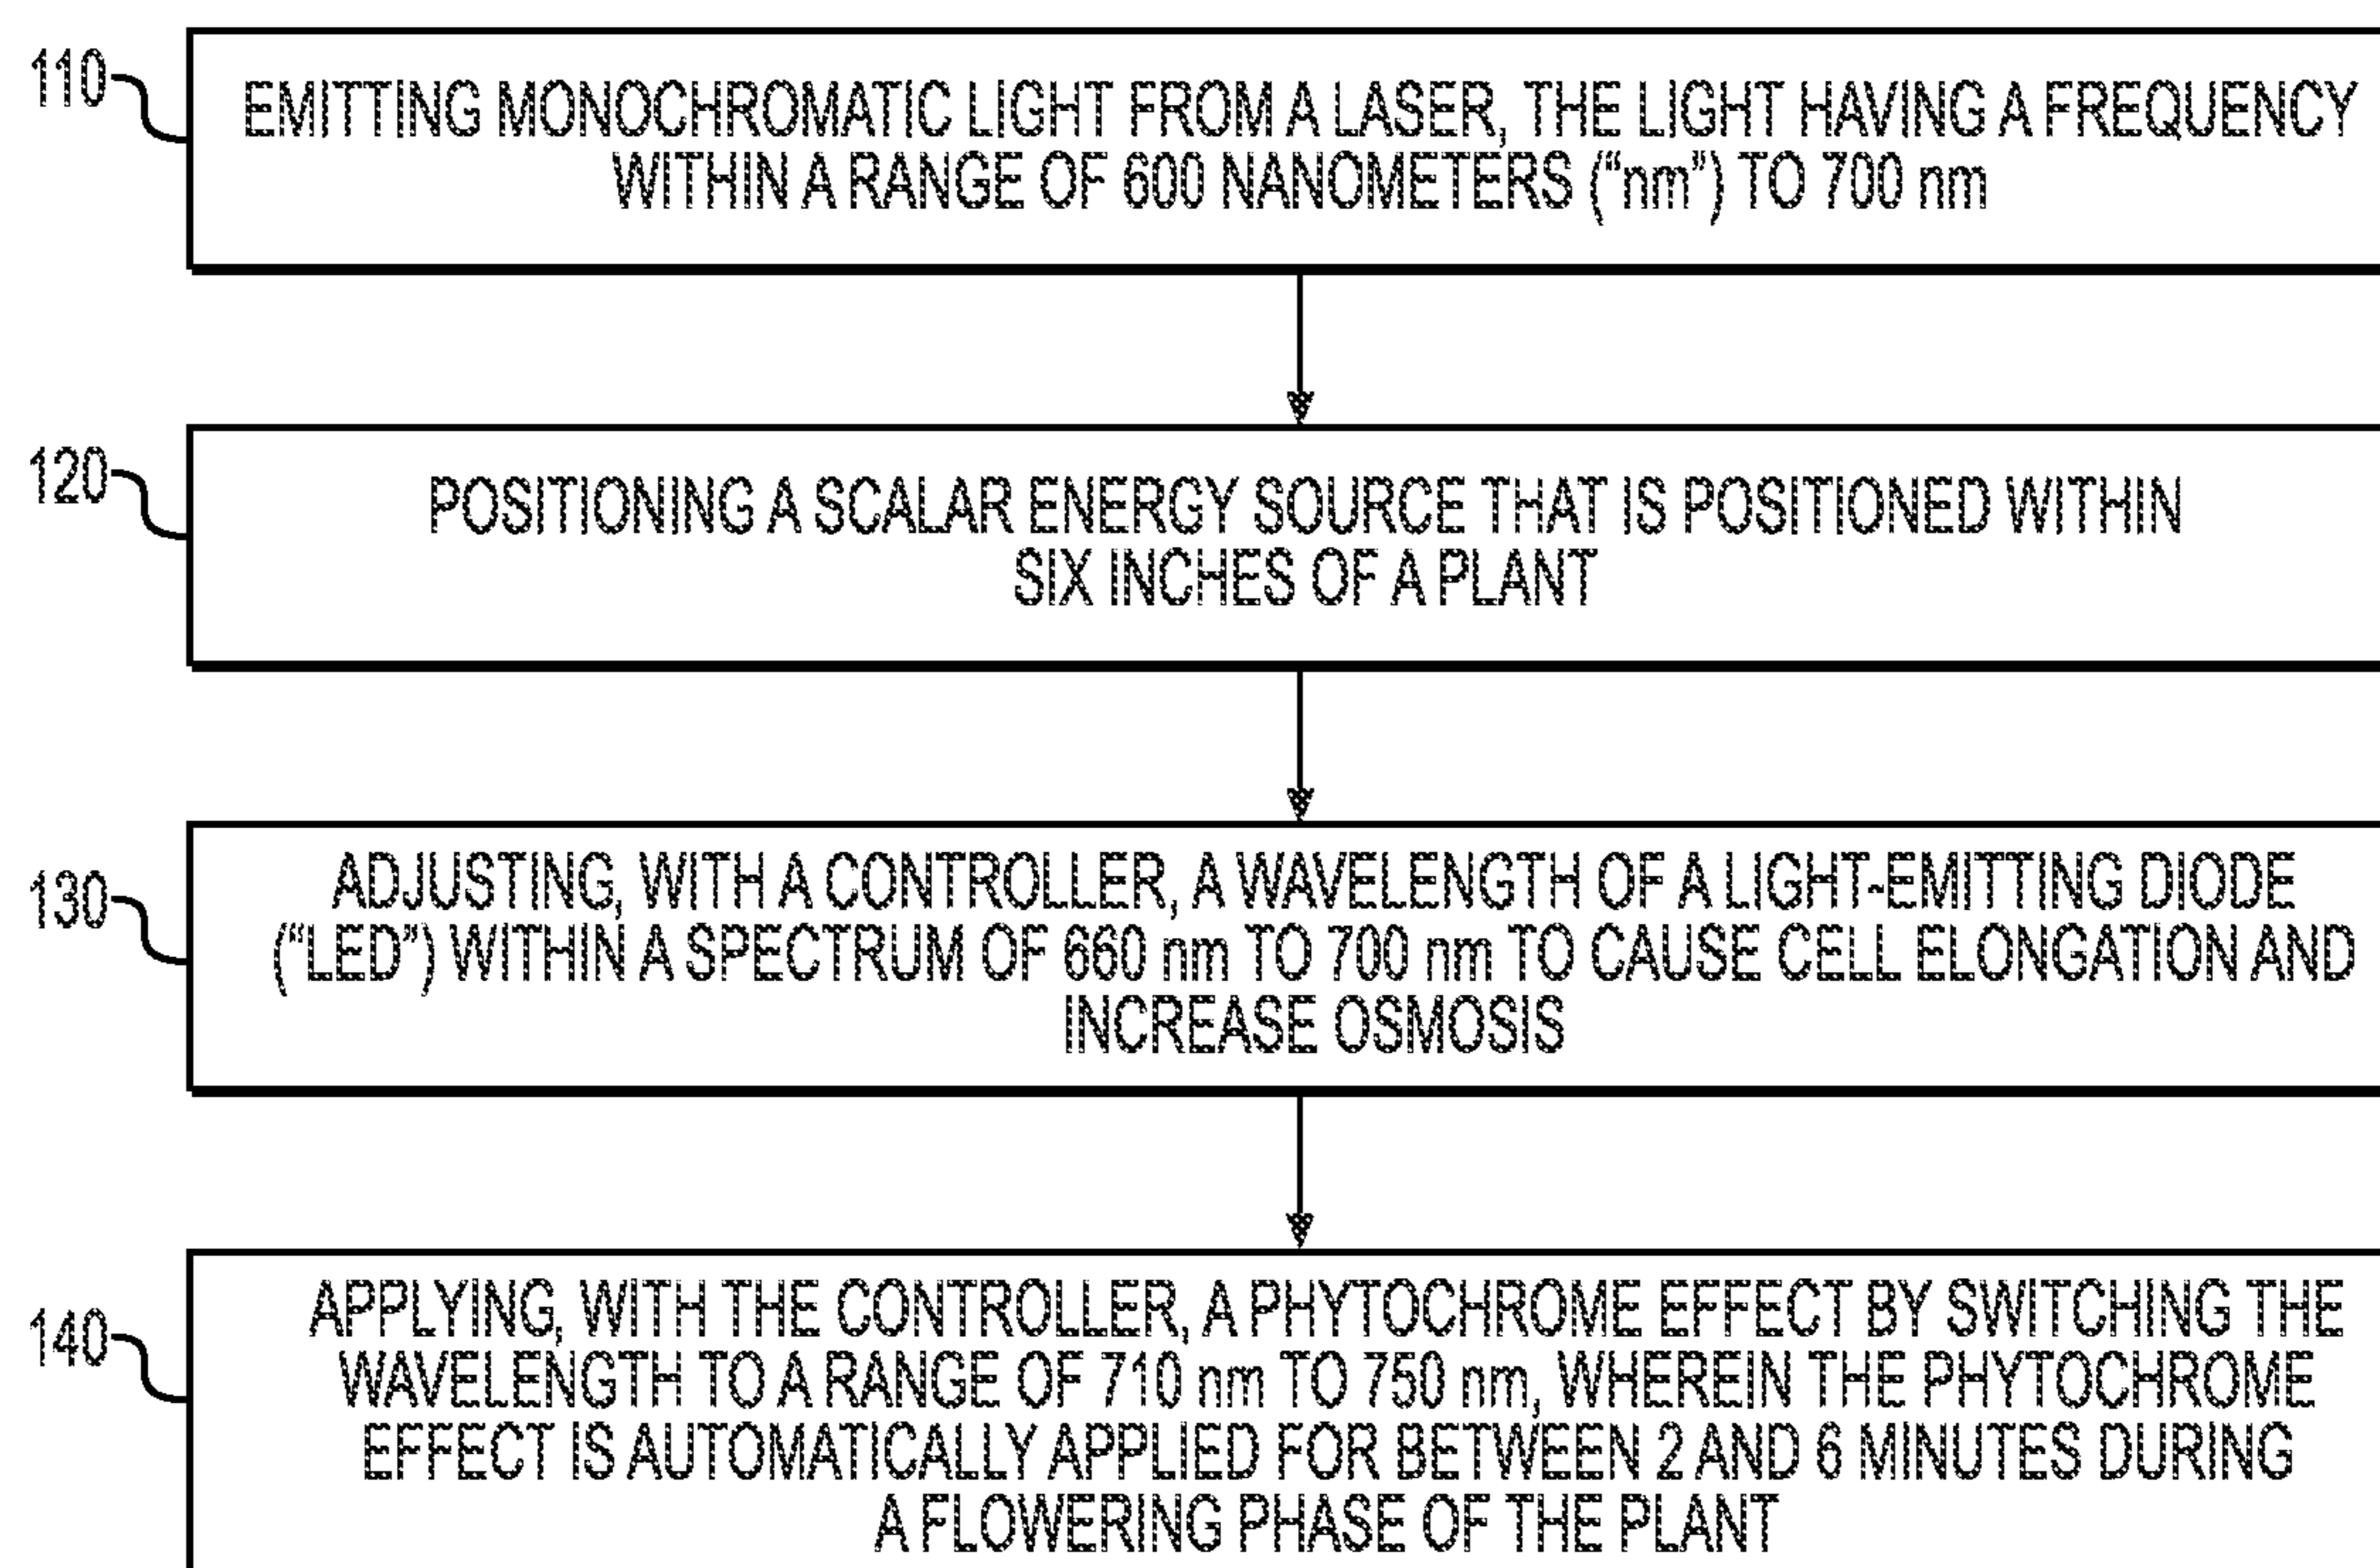 110
EMITTING MONOCHROMATIC LIGHT FROM A LASER, THE LIGHT HAVING A FREQUENCY
WITHIN A RANGE OF 600 NANOMETERS (“nm”) TO 700 nm
120
POSITIONING A SCALAR ENERGY SOURCE THAT IS POSITIONED WITHIN
SIX INCHES OF A PLANT
130
ADJUSTING, WITH A CONTROLLER, A WAVELENGTH OF A LIGHT-EMITTING DIODE
(“LED”) WITHIN A SPECTRUM OF 660 nm TO 700 nm TO CAUSE CELL ELONGATION AND
INCREASE OSMOSIS
140
APPLYING, WITH THE CONTROLLER, A PHYTOCHROME EFFECT BY SWITCHING THE
WAVELENGTH TO A RANGE OF 710 nm TO 750 nm, WHEREIN THE PHYTOCHROME
EFFECT IS AUTOMATICALLY APPLIED FOR BETWEEN 2 AND 6 MINUTES DURING
A FLOWERING PHASE OF THE PLANT